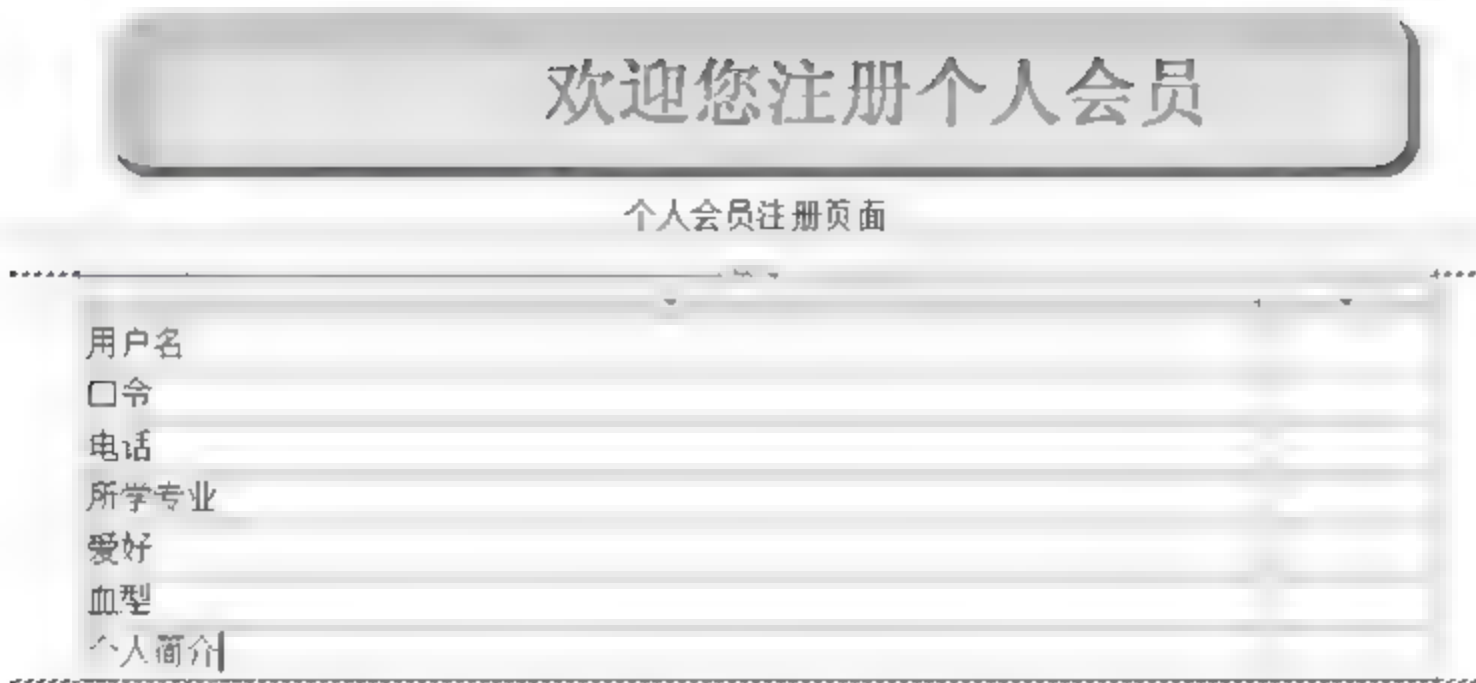 欢迎您注册个人会员
个人会员注册页面
用户名
口令
电话
所学专业
爱好
血型
个人简介